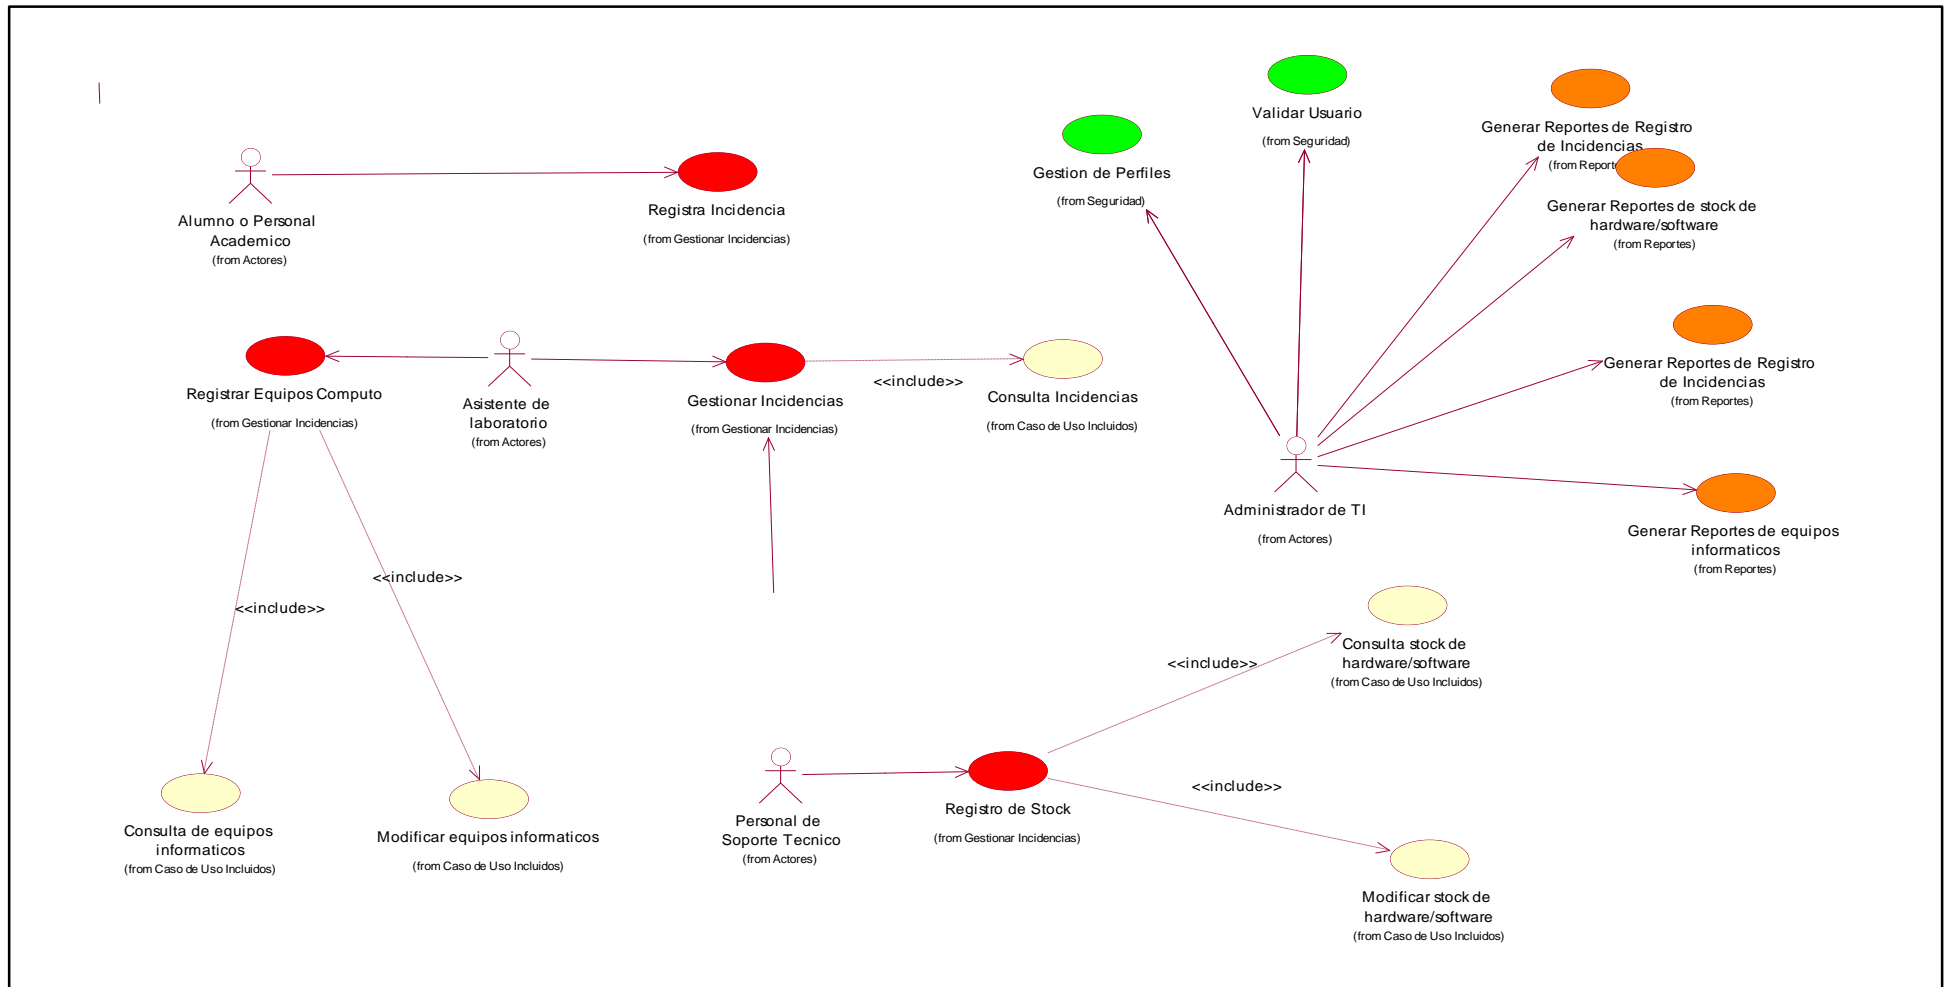 Validar Usuario
(from Seguridad)
Gestion de Perfiles
(from Seguridad)
Generar Reportes de Registro
de Incidencias
(from Report
Generar Reportes de stock de
hardware/software
(from Reportes)
Alumno o Personal
Academico
(from Actores)
Registra Incidencia
(from Gestionar Incidencias)
Registrar Equipos Computo
(from Gestionar Incidencias)
Asistente de
laboratorio
(from Actores)
Gestionar Incidencias
(from Gestionar Incidencias)
<<include>>
Consulta Incidencias
(from Caso de Uso Incluidos)
Generar Reportes de Registro
de Incidencias
(from Reportes)
Administrador de TI
(from Actores)
Generar Reportes de equipos
informaticos
(from Reportes)
<<include>>
<<include>>
<<include>>
Consulta stock de
hardware/software
(from Caso de Uso Incluidos)
<<include>>
Consulta de equipos
informaticos
(from Caso de Uso Incluidos)
Modificar equipos informaticos
(from Caso de Uso Incluidos)
Personal de
Soporte Tecnico
(from Actores)
Registro de Stock
(from Gestionar Incidencias)
Modificar stock de
hardware/software
(from Caso de Uso Incluidos)